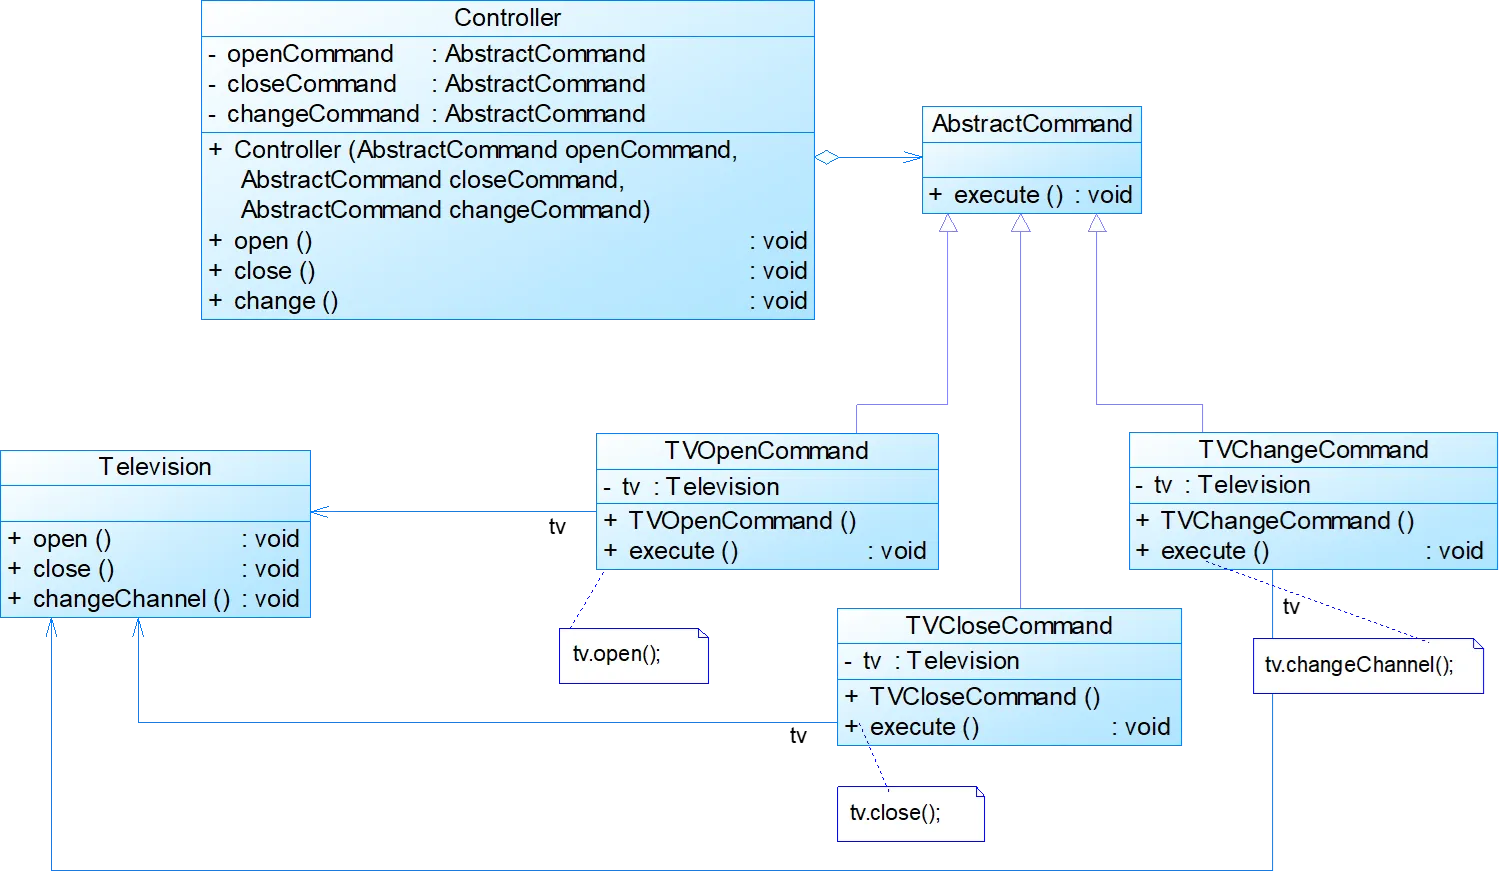 Controller
- openCommand : AbstractCommand
- closeCommand : AbstractCommand
- changeCommand : AbstractCommand
+ Controller (AbstractCommand openCommand,
AbstractCommand closeCommand,
AbstractCommand changeCommand)
+ open () : void
+ close () : void
+ change () : void
AbstractCommand
+ execute () : void
Television
+ open () : void
+ close () : void
+ changeChannel () : void
tv
TVOpenCommand
- tv : Television
+ TVOpenCommand ()
+ execute () : void
tv.open();
TVChangeCommand
- tv : Television
+ TVChangeCommand ()
+ execute () : void
tv
tv.changeChannel();
TVCloseCommand
- tv : Television
+ TVCloseCommand ()
+ execute () : void
tv
tv.close();